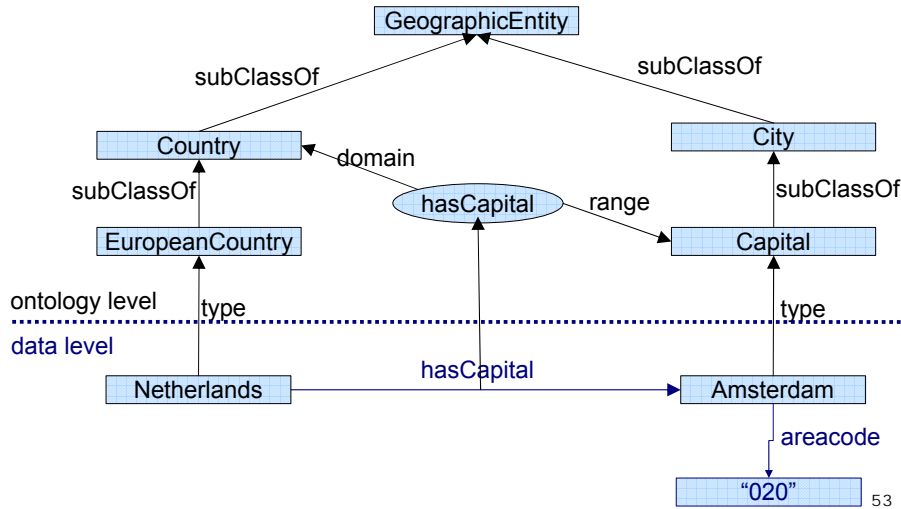 GeographicEntity
subClassOf
subClassOf
Country
City
domain
subClassOf
hasCapital
range
subClassOf
EuropeanCountry
Capital
ontology level
type
type
data level
hasCapital
Netherlands
Amsterdam
areacode
“020”
53